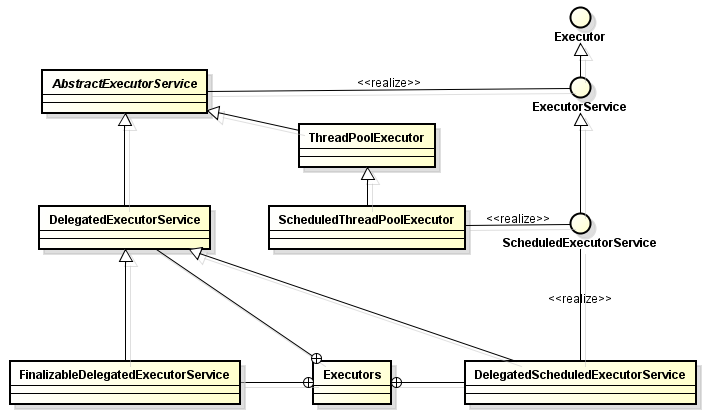 Executor
AbstractExecutorService
<<realize>>
ExecutorService
ThreadPoolExecutor
DelegatedExecutorService
ScheduledThreadPoolExecutor
<<realize>>
ScheduledExecutorService
<<realize>>
FinalizableDelegatedExecutorService
Executors
DelegatedScheduledExecutorService